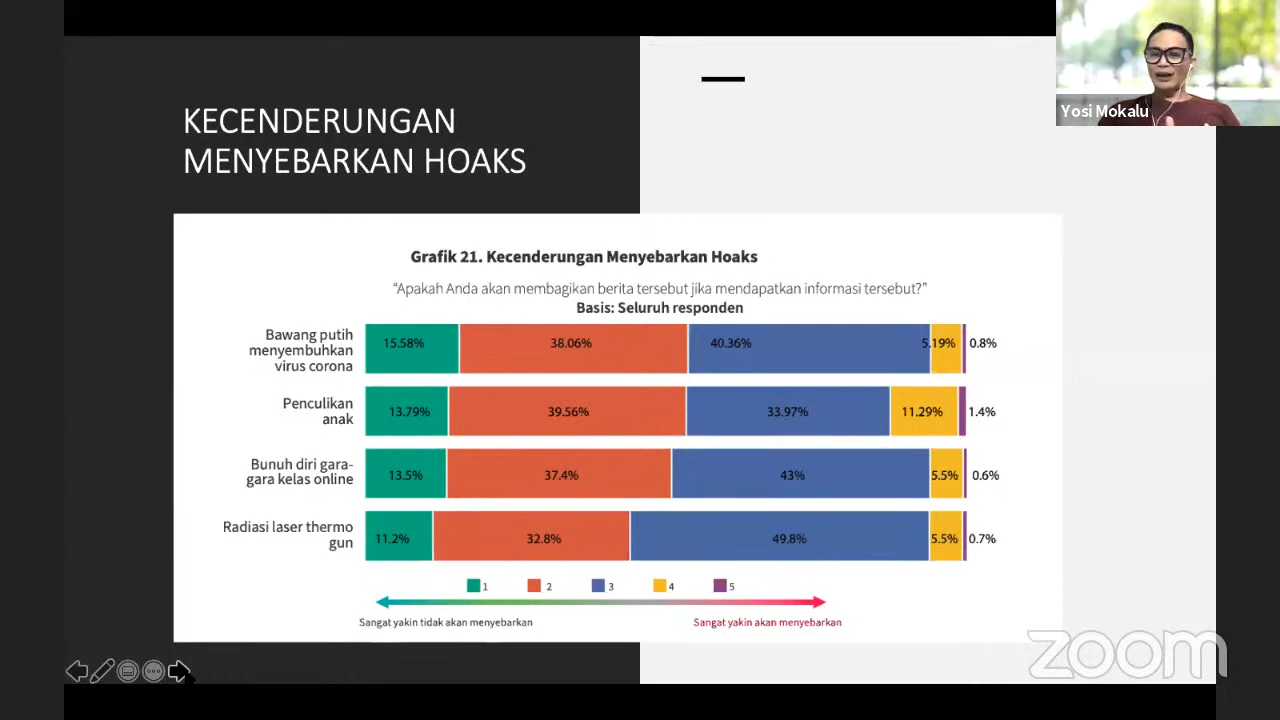 Yosi Mokalu
KECENDERUNGAN
MENYEBARKAN HOAKS
Grafik 21. Kecenderungan Menyebarkan Hoaks
“Apakah Anda akan membagikan berita tersebut jika mendapatkan informasi tersebut?”
Basis: Seluruh responden
Bawang putih
menyembuhkan
virus corona
15.58% 38.06% 40.36% 5.19% 0.8%
Penculikan
anak
13.79% 39.56% 33.97% 11.29% 1.4%
Bunuh diri gara-
gara kelas online
13.5% 37.4% 43% 5.5% 0.6%
Radiasi laser thermo
gun
11.2% 32.8% 49.8% 5.5% 0.7%
1 2 3 4 5
Sangat yakin tidak akan menyebarkan
Sangat yakin akan menyebarkan
zoom